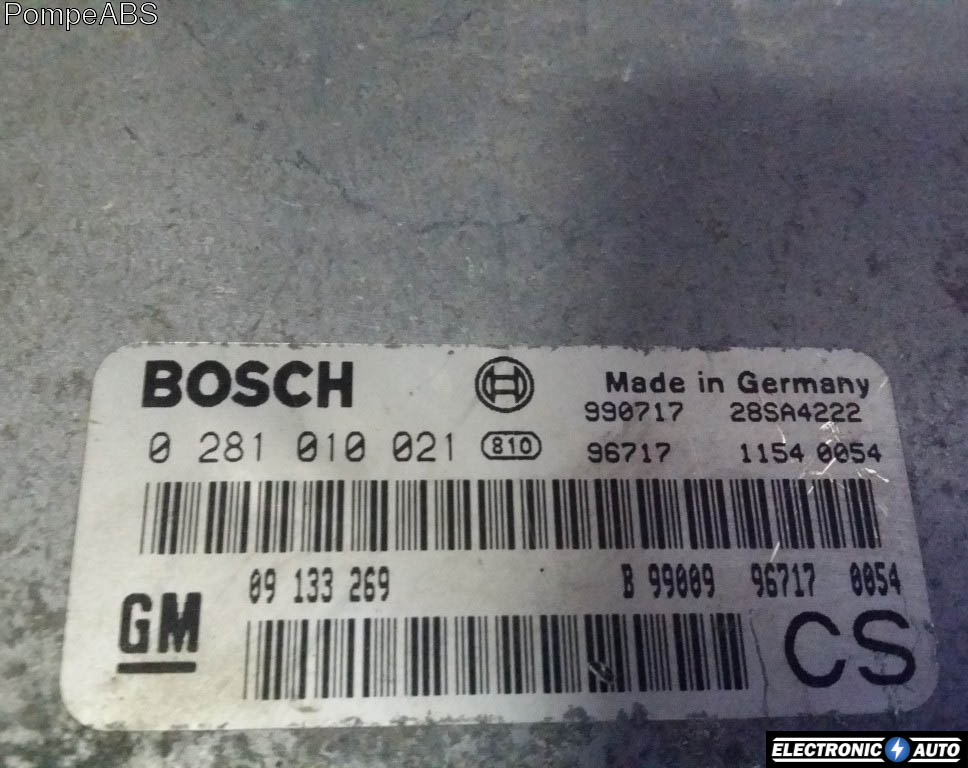 PompeABS
BOSCH
Made in Germany
990717 28SA4222
0 281 010 021 810 96717 1154 0054
09 133 269 B 99009 96717 0054
GM CS
ELECTRONIC AUTO